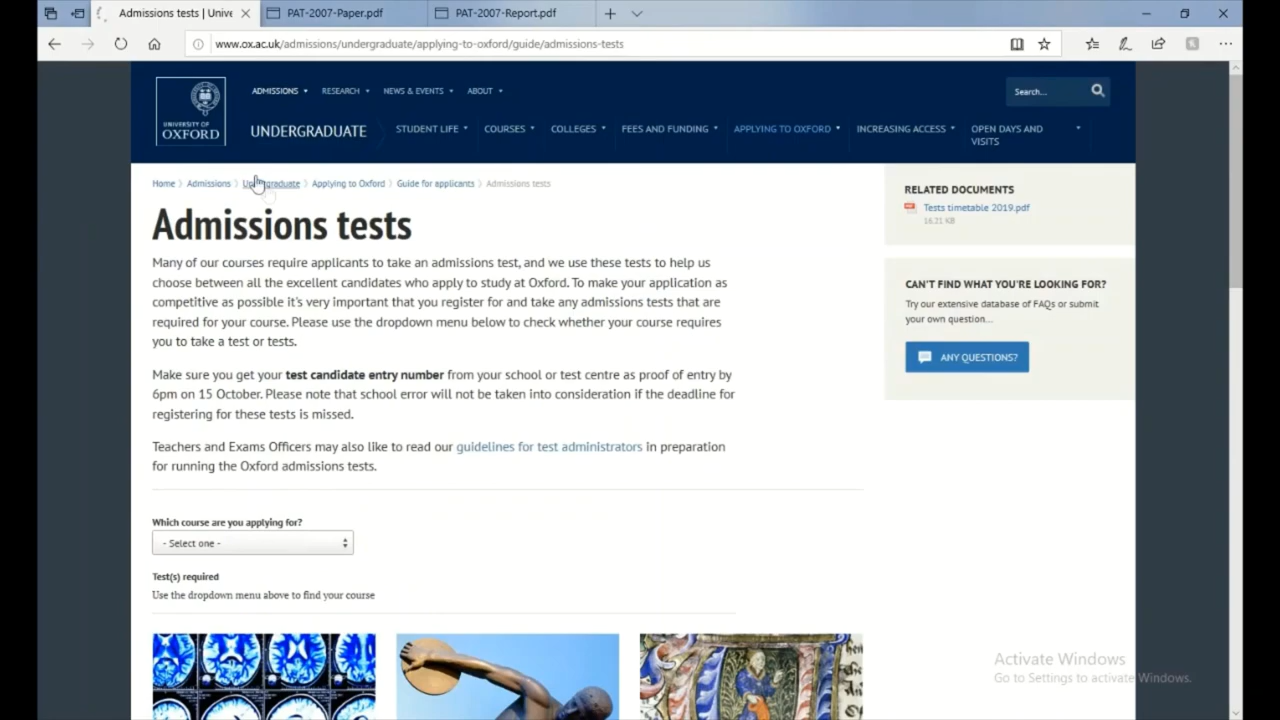 Admissions tests | Unive
PAT-2007-Paper.pdf
PAT-2007-Report.pdf
www.ox.ac.uk/admissions/undergraduate/applying-to-oxford/guide/admissions-tests
UNIVERSITY OF
OXFORD
ADMISSIONS
RESEARCH
NEWS & EVENTS
ABOUT
Search...
UNDERGRADUATE
STUDENT LIFE
COURSES
COLLEGES
FEES AND FUNDING
APPLYING TO OXFORD
INCREASING ACCESS
OPEN DAYS AND
VISITS
Home
Admissions
Undergraduate
Applying to Oxford
Guide for applicants
Admissions tests
Admissions tests
Many of our courses require applicants to take an admissions test, and we use these tests to help us
choose between all the excellent candidates who apply to study at Oxford. To make your application as
competitive as possible it's very important that you register for and take any admissions tests that are
required for your course. Please use the dropdown menu below to check whether your course requires
you to take a test or tests.
Make sure you get your test candidate entry number from your school or test centre as proof of entry by
6pm on 15 October. Please note that school error will not be taken into consideration if the deadline for
registering for these tests is missed.
Teachers and Exams Officers may also like to read our guidelines for test administrators in preparation
for running the Oxford admissions tests.
Which course are you applying for?
- Select one -
Test(s) required
Use the dropdown menu above to find your course
RELATED DOCUMENTS
Tests timetable 2019.pdf
16.21 KB
CAN'T FIND WHAT YOU'RE LOOKING FOR?
Try our extensive database of FAQs or submit
your own question...
ANY QUESTIONS?
Activate Windows
Go to Settings to activate Windows.